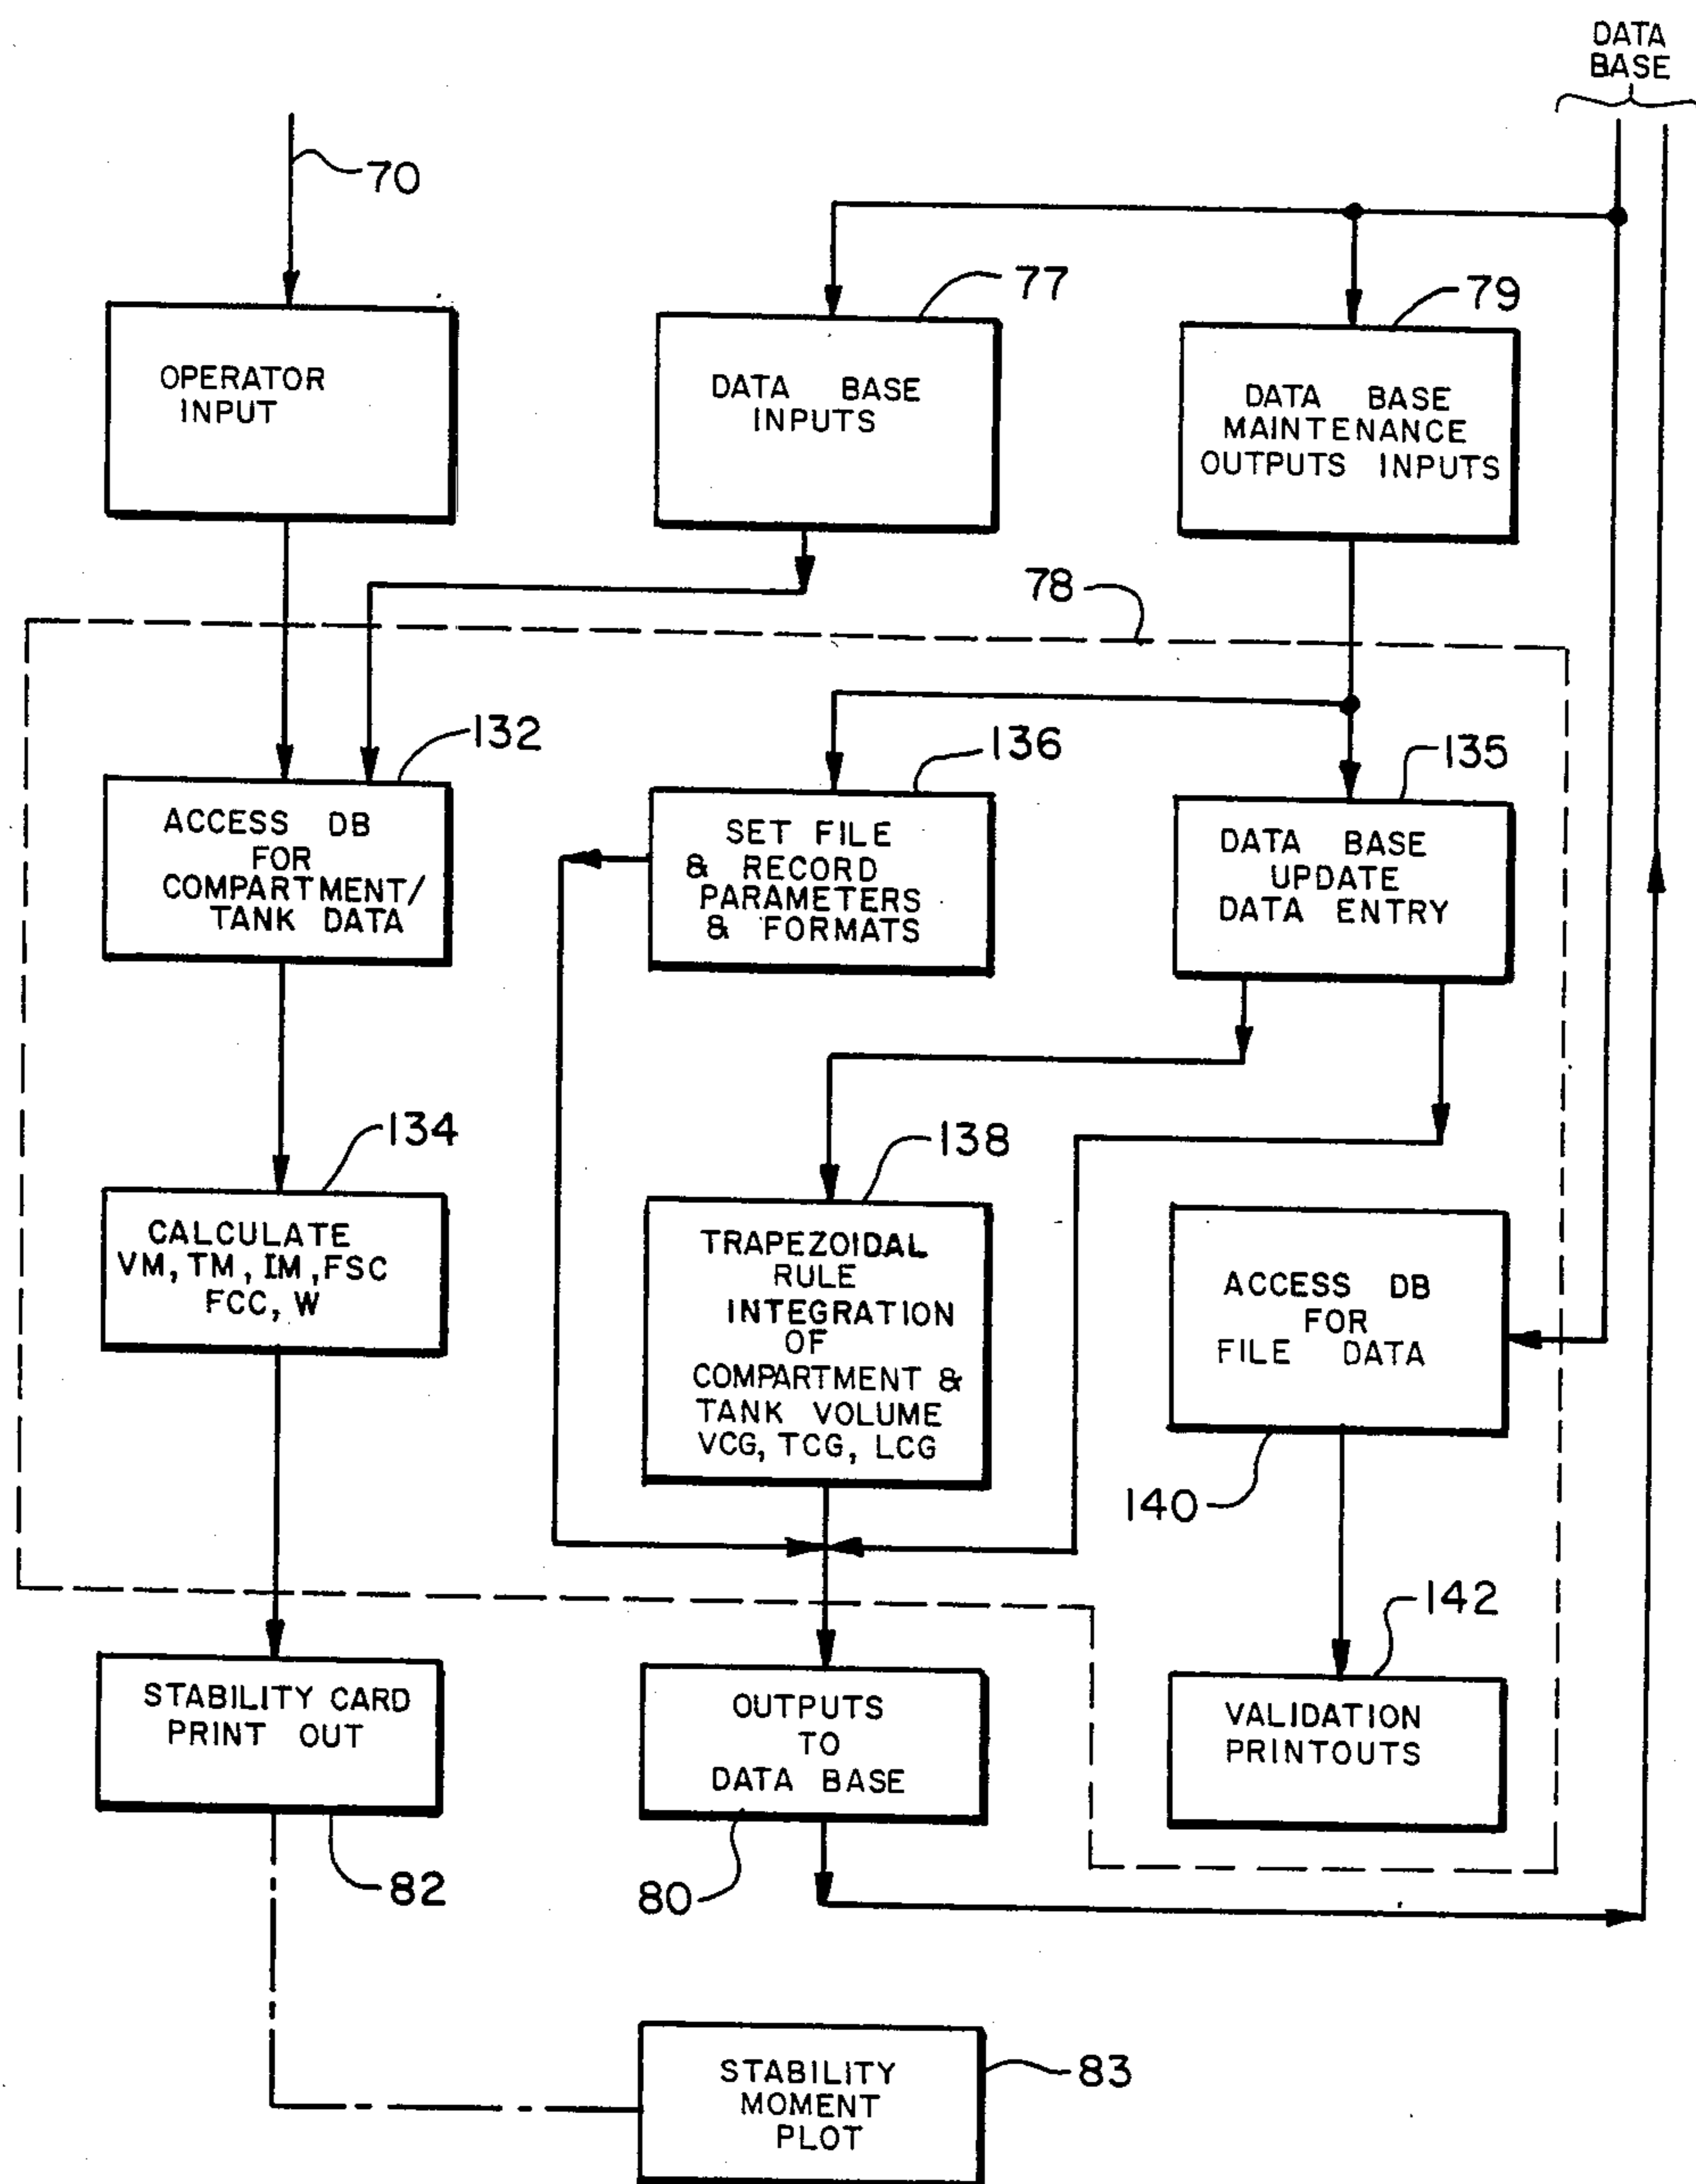 DATA
BASE
70
77
79
OPERATOR
INPUT
DATA BASE
INPUTS
DATA BASE
MAINTENANCE
OUTPUTS INPUTS
78
132
136
135
ACCESS DB
FOR
COMPARTMENT/
TANK DATA
SET FILE
& RECORD
PARAMETERS
& FORMATS
DATA BASE
UPDATE
DATA ENTRY
134
138
CALCULATE
VM, TM, IM, FSC
FCC, W
TRAPEZOIDAL
RULE
INTEGRATION
OF
COMPARTMENT &
TANK VOLUME
VCG, TCG, LCG
ACCESS DB
FOR
FILE DATA
140
142
STABILITY CARD
PRINT OUT
OUTPUTS
TO
DATA BASE
VALIDATION
PRINTOUTS
82
80
STABILITY
MOMENT
PLOT
83